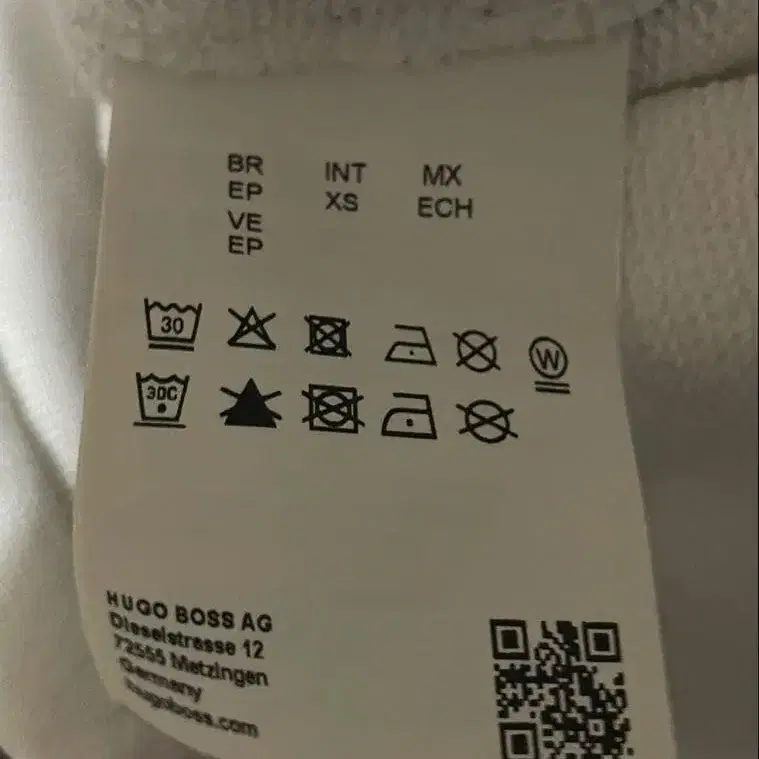 BR INT MX
EP XS ECH
VE
EP
30
W
30C
HUGO BOSS AG
Dieselstrasse 12
72555 Metzingen
Germany
hugoboss.com